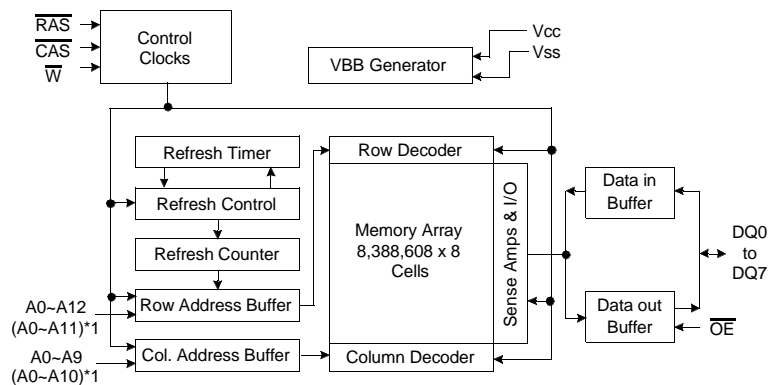 RAS
CAS
W
Control
Clocks
VBB Generator
Vcc
Vss
Refresh Timer
Refresh Control
Refresh Counter
Row Address Buffer
Col. Address Buffer
A0~A12
(A0~A11)*1
A0~A9
(A0~A10)*1
Row Decoder
Memory Array
8,388,608 x 8
Cells
Column Decoder
Sense Amps & I/O
Data in
Buffer
Data out
Buffer
DQ0
to
DQ7
OE